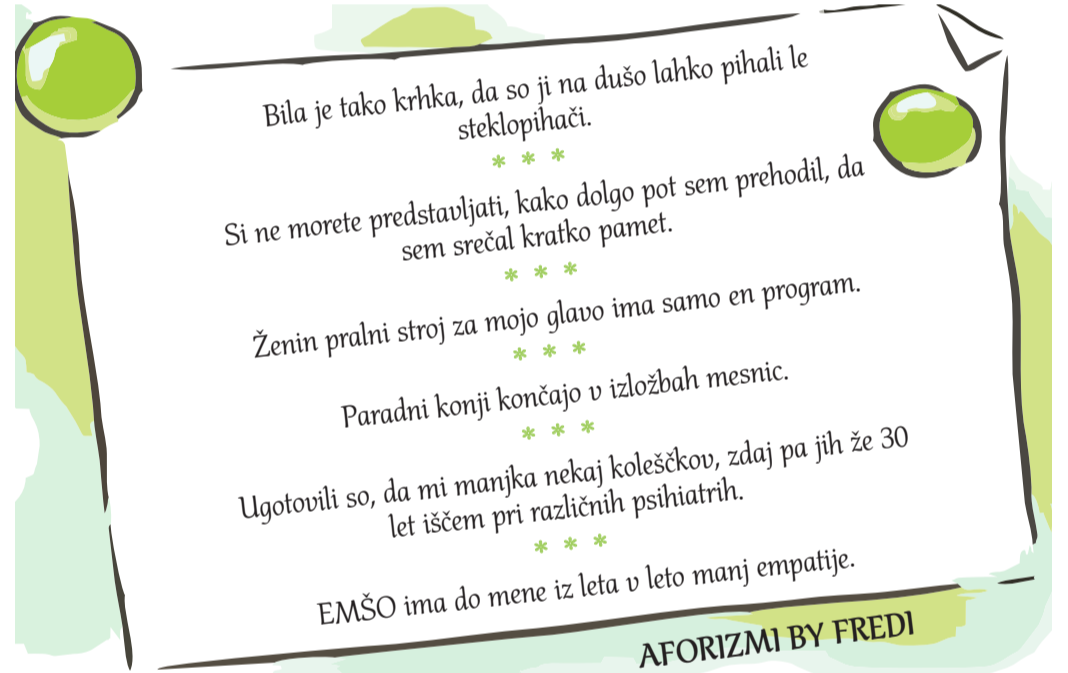 Bila je tako krhka, da so ji na dušo lahko pihali le
steklopihači.
* * *
Si ne morete predstavljati, kako dolgo pot sem prehodil, da
sem srečal kratko pamet.
* * *
Ženin pralni stroj za mojo glavo ima samo en program.
* * *
Paradni konji končajo v izložbah mesnic.
* * *
Ugotovili so, da mi manjka nekaj koleščkov, zdaj pa jih že 30
let iščem pri različnih psihiatrih.
* * *
EMŠO ima do mene iz leta v leto manj empatije.
AFORIZMI BY FREDI